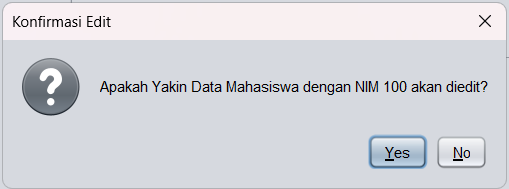 Konfirmasi Edit
Apakah Yakin Data Mahasiswa dengan NIM 100 akan diedit?
Yes No